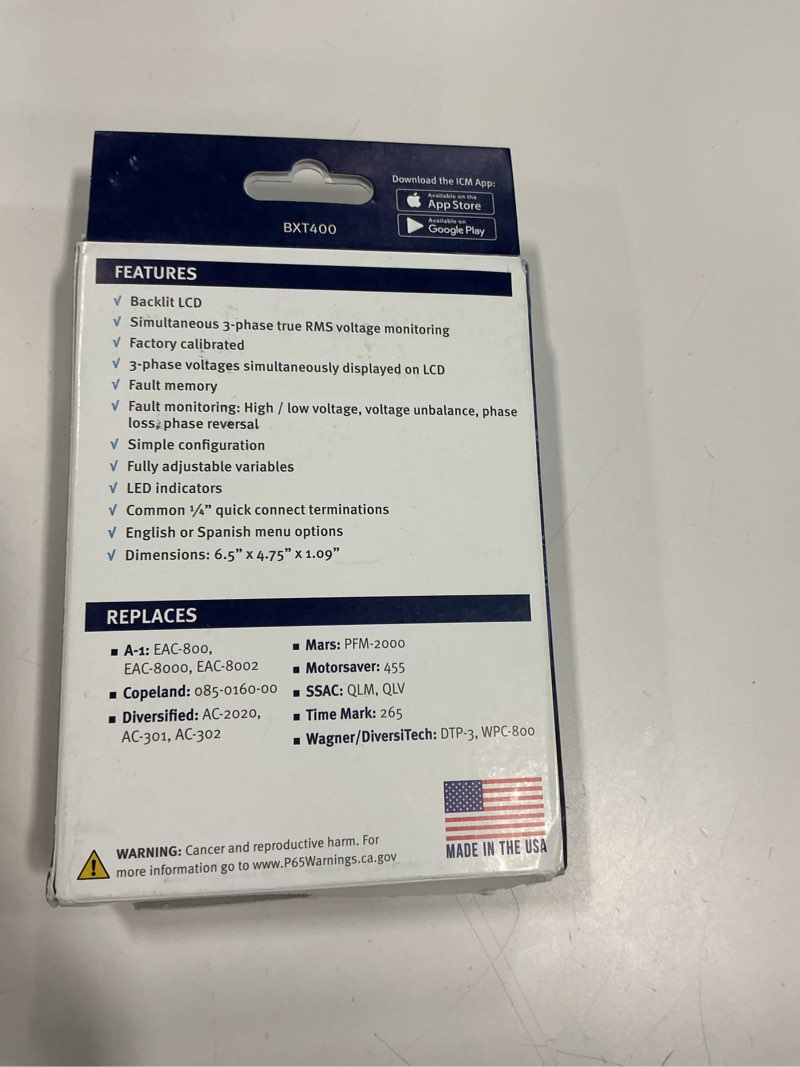 Download the ICM App:
Available on the
App Store
Available on
Google Play
BXT400
FEATURES
√ Backlit LCD
√ Simultaneous 3-phase true RMS voltage monitoring
√ Factory calibrated
√ 3-phase voltages simultaneously displayed on LCD
√ Fault memory
√ Fault monitoring: High / low voltage, voltage unbalance, phase
loss, phase reversal
√ Simple configuration
√ Fully adjustable variables
√ LED indicators
√ Common ¼” quick connect terminations
√ English or Spanish menu options
√ Dimensions: 6.5” x 4.75” x 1.09”
REPLACES
■ A-1: EAC-800,
EAC-8000, EAC-8002
■ Copeland: 085-0160-00
■ Diversified: AC-2020,
AC-301, AC-302
■ Mars: PFM-2000
■ Motorsaver: 455
■ SSAC: QLM, QLV
■ Time Mark: 265
■ Wagner/DiversiTech: DTP-3, WPC-800
MADE IN THE USA
WARNING: Cancer and reproductive harm. For
more information go to www.P65Warnings.ca.gov